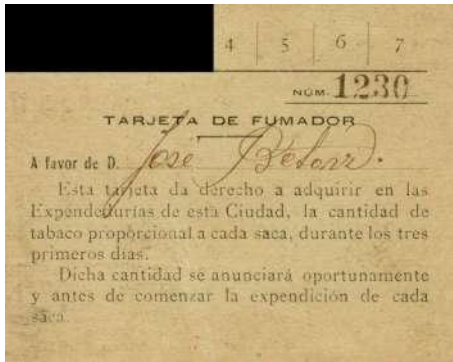 4 5 6 7
NÚM. 1230
TARJETA DE FUMADOR
A favor de D. José
Esta tarjeta da derecho a adquirir en las
Expendedurías de esta Ciudad, la cantidad de
tabaco proporcional a cada saca, durante los tres
primeros días.
Dicha cantidad se anunciará oportunamente
y antes de comenzar la expendición de cada
saca.